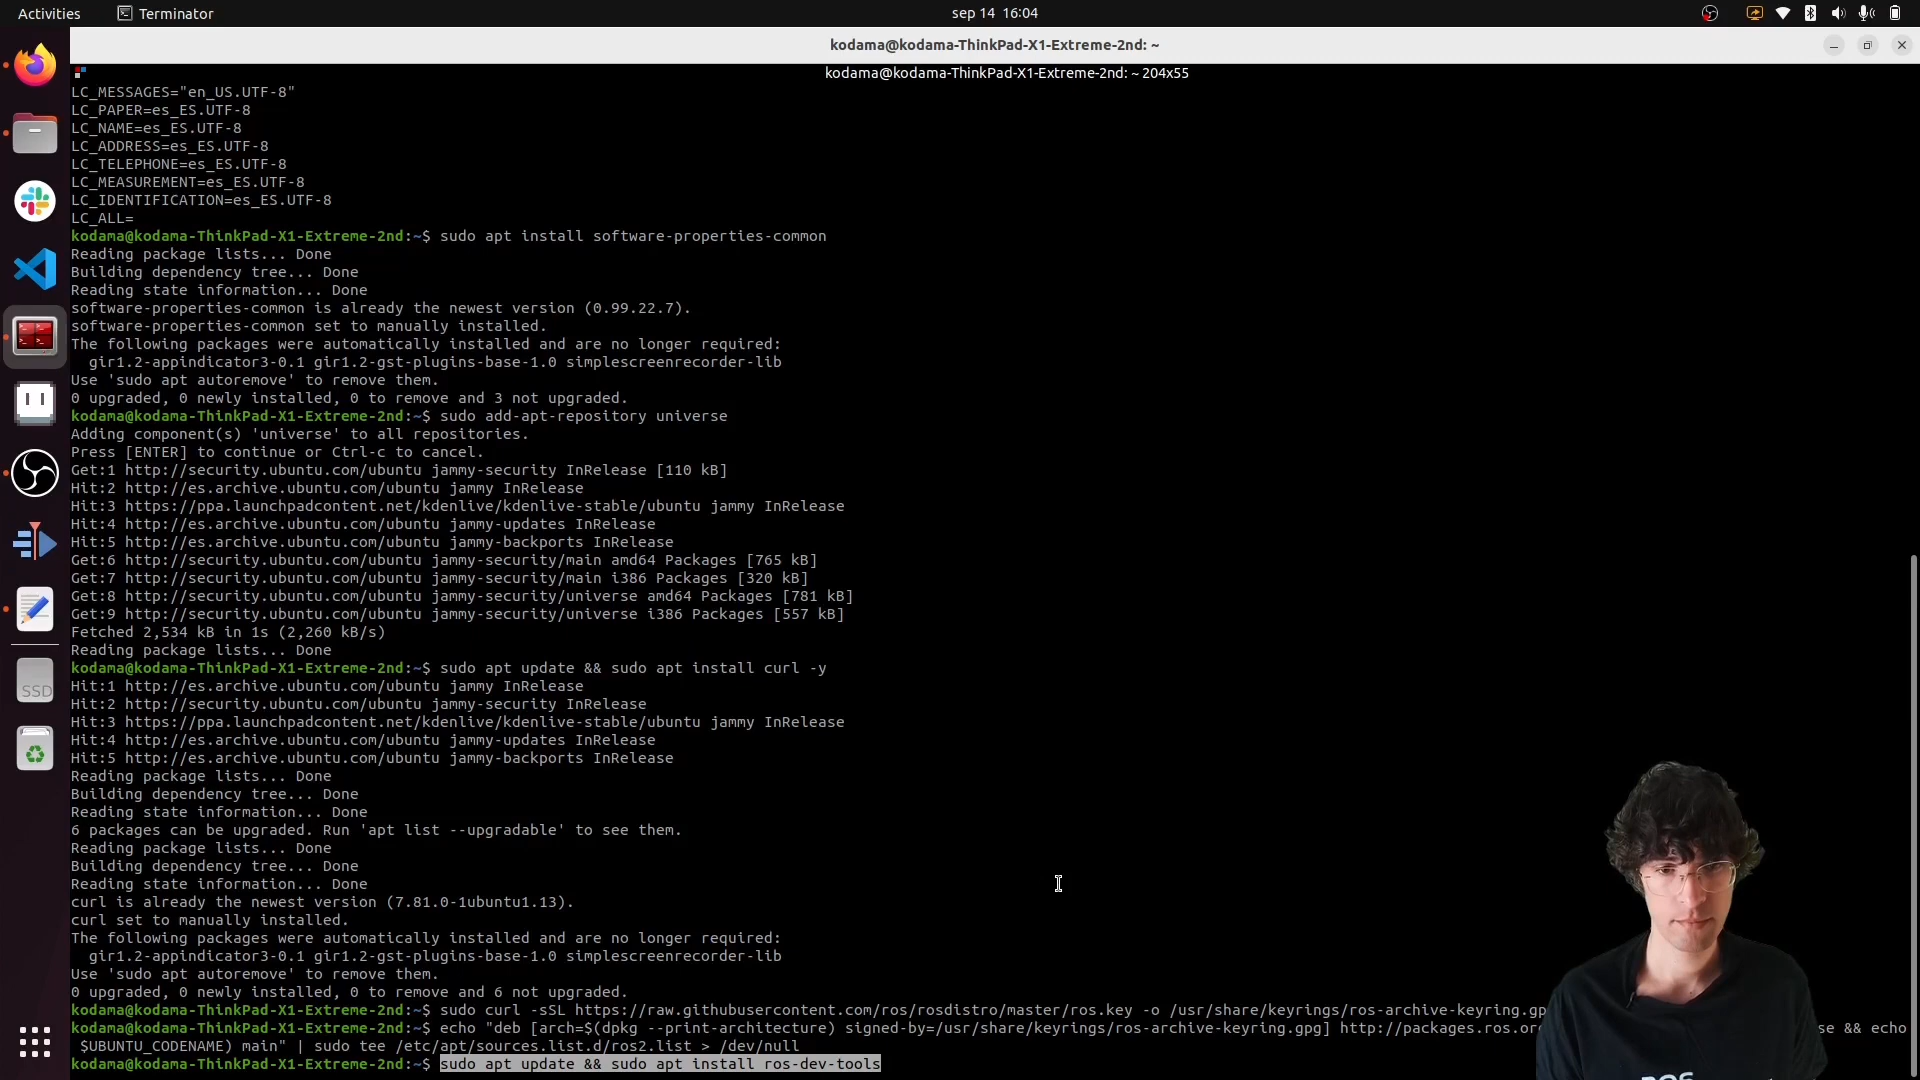 Activities
Terminator
sep 14 16:04
kodama@kodama-ThinkPad-X1-Extreme-2nd: ~
kodama@kodama-ThinkPad-X1-Extreme-2nd: ~ 204x55
LC_MESSAGES="en_US.UTF-8"
LC_PAPER=es_ES.UTF-8
LC_NAME=es_ES.UTF-8
LC_ADDRESS=es_ES.UTF-8
LC_TELEPHONE=es_ES.UTF-8
LC_MEASUREMENT=es_ES.UTF-8
LC_IDENTIFICATION=es_ES.UTF-8
LC_ALL=
kodama@kodama-ThinkPad-X1-Extreme-2nd:~$ sudo apt install software-properties-common
Reading package lists... Done
Building dependency tree... Done
Reading state information... Done
software-properties-common is already the newest version (0.99.22.7).
software-properties-common set to manually installed.
The following packages were automatically installed and are no longer required:
  gir1.2-appindicator3-0.1 gir1.2-gst-plugins-base-1.0 simplescreenrecorder-lib
Use 'sudo apt autoremove' to remove them.
0 upgraded, 0 newly installed, 0 to remove and 3 not upgraded.
kodama@kodama-ThinkPad-X1-Extreme-2nd:~$ sudo add-apt-repository universe
Adding component(s) 'universe' to all repositories.
Press [ENTER] to continue or Ctrl-c to cancel.
Get:1 http://security.ubuntu.com/ubuntu jammy-security InRelease [110 kB]
Hit:2 http://es.archive.ubuntu.com/ubuntu jammy InRelease
Hit:3 https://ppa.launchpadcontent.net/kdenlive/kdenlive-stable/ubuntu jammy InRelease
Hit:4 http://es.archive.ubuntu.com/ubuntu jammy-updates InRelease
Hit:5 http://es.archive.ubuntu.com/ubuntu jammy-backports InRelease
Get:6 http://security.ubuntu.com/ubuntu jammy-security/main amd64 Packages [765 kB]
Get:7 http://security.ubuntu.com/ubuntu jammy-security/main i386 Packages [320 kB]
Get:8 http://security.ubuntu.com/ubuntu jammy-security/universe amd64 Packages [781 kB]
Get:9 http://security.ubuntu.com/ubuntu jammy-security/universe i386 Packages [557 kB]
Fetched 2,534 kB in 1s (2,260 kB/s)
Reading package lists... Done
kodama@kodama-ThinkPad-X1-Extreme-2nd:~$ sudo apt update && sudo apt install curl -y
Hit:1 http://es.archive.ubuntu.com/ubuntu jammy InRelease
Hit:2 http://security.ubuntu.com/ubuntu jammy-security InRelease
Hit:3 https://ppa.launchpadcontent.net/kdenlive/kdenlive-stable/ubuntu jammy InRelease
Hit:4 http://es.archive.ubuntu.com/ubuntu jammy-updates InRelease
Hit:5 http://es.archive.ubuntu.com/ubuntu jammy-backports InRelease
Reading package lists... Done
Building dependency tree... Done
Reading state information... Done
6 packages can be upgraded. Run 'apt list --upgradable' to see them.
Reading package lists... Done
Building dependency tree... Done
Reading state information... Done
curl is already the newest version (7.81.0-1ubuntu1.13).
curl set to manually installed.
The following packages were automatically installed and are no longer required:
  gir1.2-appindicator3-0.1 gir1.2-gst-plugins-base-1.0 simplescreenrecorder-lib
Use 'sudo apt autoremove' to remove them.
0 upgraded, 0 newly installed, 0 to remove and 6 not upgraded.
kodama@kodama-ThinkPad-X1-Extreme-2nd:~$ sudo curl -sSL https://raw.githubusercontent.com/ros/rosdistro/master/ros.key -o /usr/share/keyrings/ros-archive-keyring.gp
kodama@kodama-ThinkPad-X1-Extreme-2nd:~$ echo "deb [arch=$(dpkg --print-architecture) signed-by=/usr/share/keyrings/ros-archive-keyring.gpg] http://packages.ros.or se && echo
 $UBUNTU_CODENAME) main" | sudo tee /etc/apt/sources.list.d/ros2.list > /dev/null
kodama@kodama-ThinkPad-X1-Extreme-2nd:~$ sudo apt update && sudo apt install ros-dev-tools
SSD